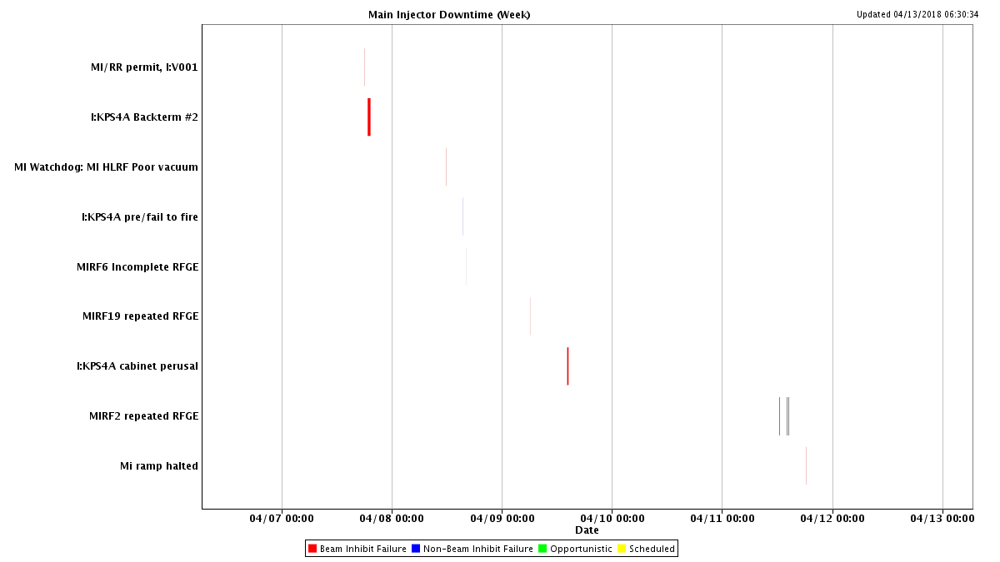 Main Injector Downtime (Week)
Updated 04/13/2018 06:30:34
MI/RR permit, I:V001
I:KPS4A Backterm #2
MI Watchdog: MI HLRF Poor vacuum
I:KPS4A pre/fail to fire
MIRF6 Incomplete RFGE
MIRF19 repeated RFGE
I:KPS4A cabinet perusal
MIRF2 repeated RFGE
Mi ramp halted
04/07 00:00 04/08 00:00 04/09 00:00 04/10 00:00 04/11 00:00 04/12 00:00 04/13 00:00
Date
Beam Inhibit Failure Non-Beam Inhibit Failure Opportunistic Scheduled